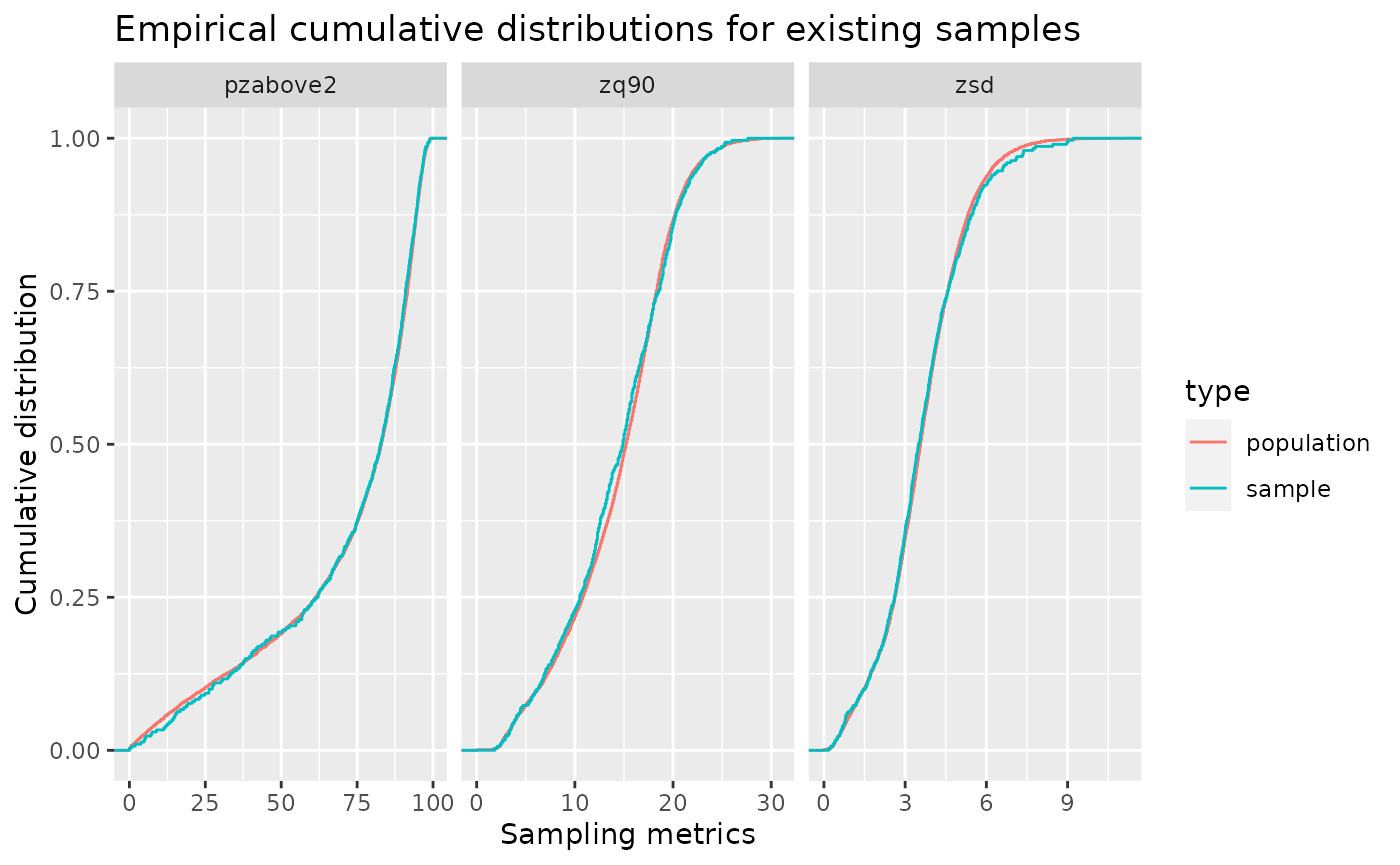 Empirical cumulative distributions for existing samples
pzabove2
zq90
zsd
Cumulative distribution
1.00
0.75
0.50
0.25
0.00
0 25 50 75 100
0 10 20 30
0 3 6 9
Sampling metrics
type
population
sample